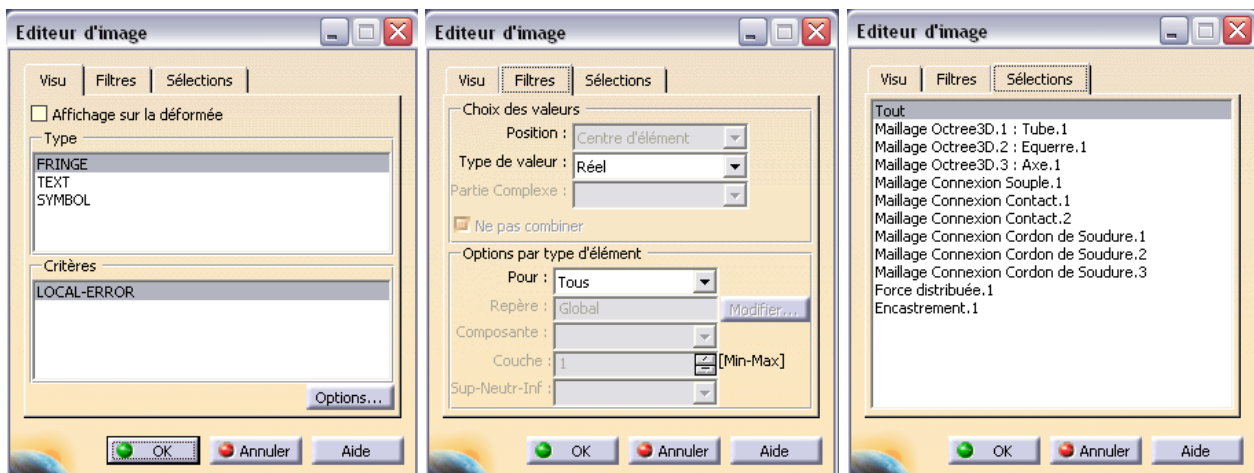 Editeur d'image
Visu Filtres Sélections
Affichage sur la déformée
Type
FRINGE
TEXT
SYMBOL
Critères
LOCAL-ERROR
Options...
OK Annuler Aide
Editeur d'image
Visu Filtres Sélections
Choix des valeurs
Position : Centre d'élément
Type de valeur : Réel
Partie Complexe :
Ne pas combiner
Options par type d'élément
Pour : Tous
Repère : Global Modifier...
Composante :
Couche : 1 [Min-Max]
Sup-Neutr-Inf :
OK Annuler Aide
Editeur d'image
Visu Filtres Sélections
Tout
Maillage Octree3D.1 : Tube.1
Maillage Octree3D.2 : Equerre.1
Maillage Octree3D.3 : Axe.1
Maillage Connexion Souple.1
Maillage Connexion Contact.1
Maillage Connexion Contact.2
Maillage Connexion Cordon de Soudure.1
Maillage Connexion Cordon de Soudure.2
Maillage Connexion Cordon de Soudure.3
Force distribuée.1
Encastrement.1
OK Annuler Aide